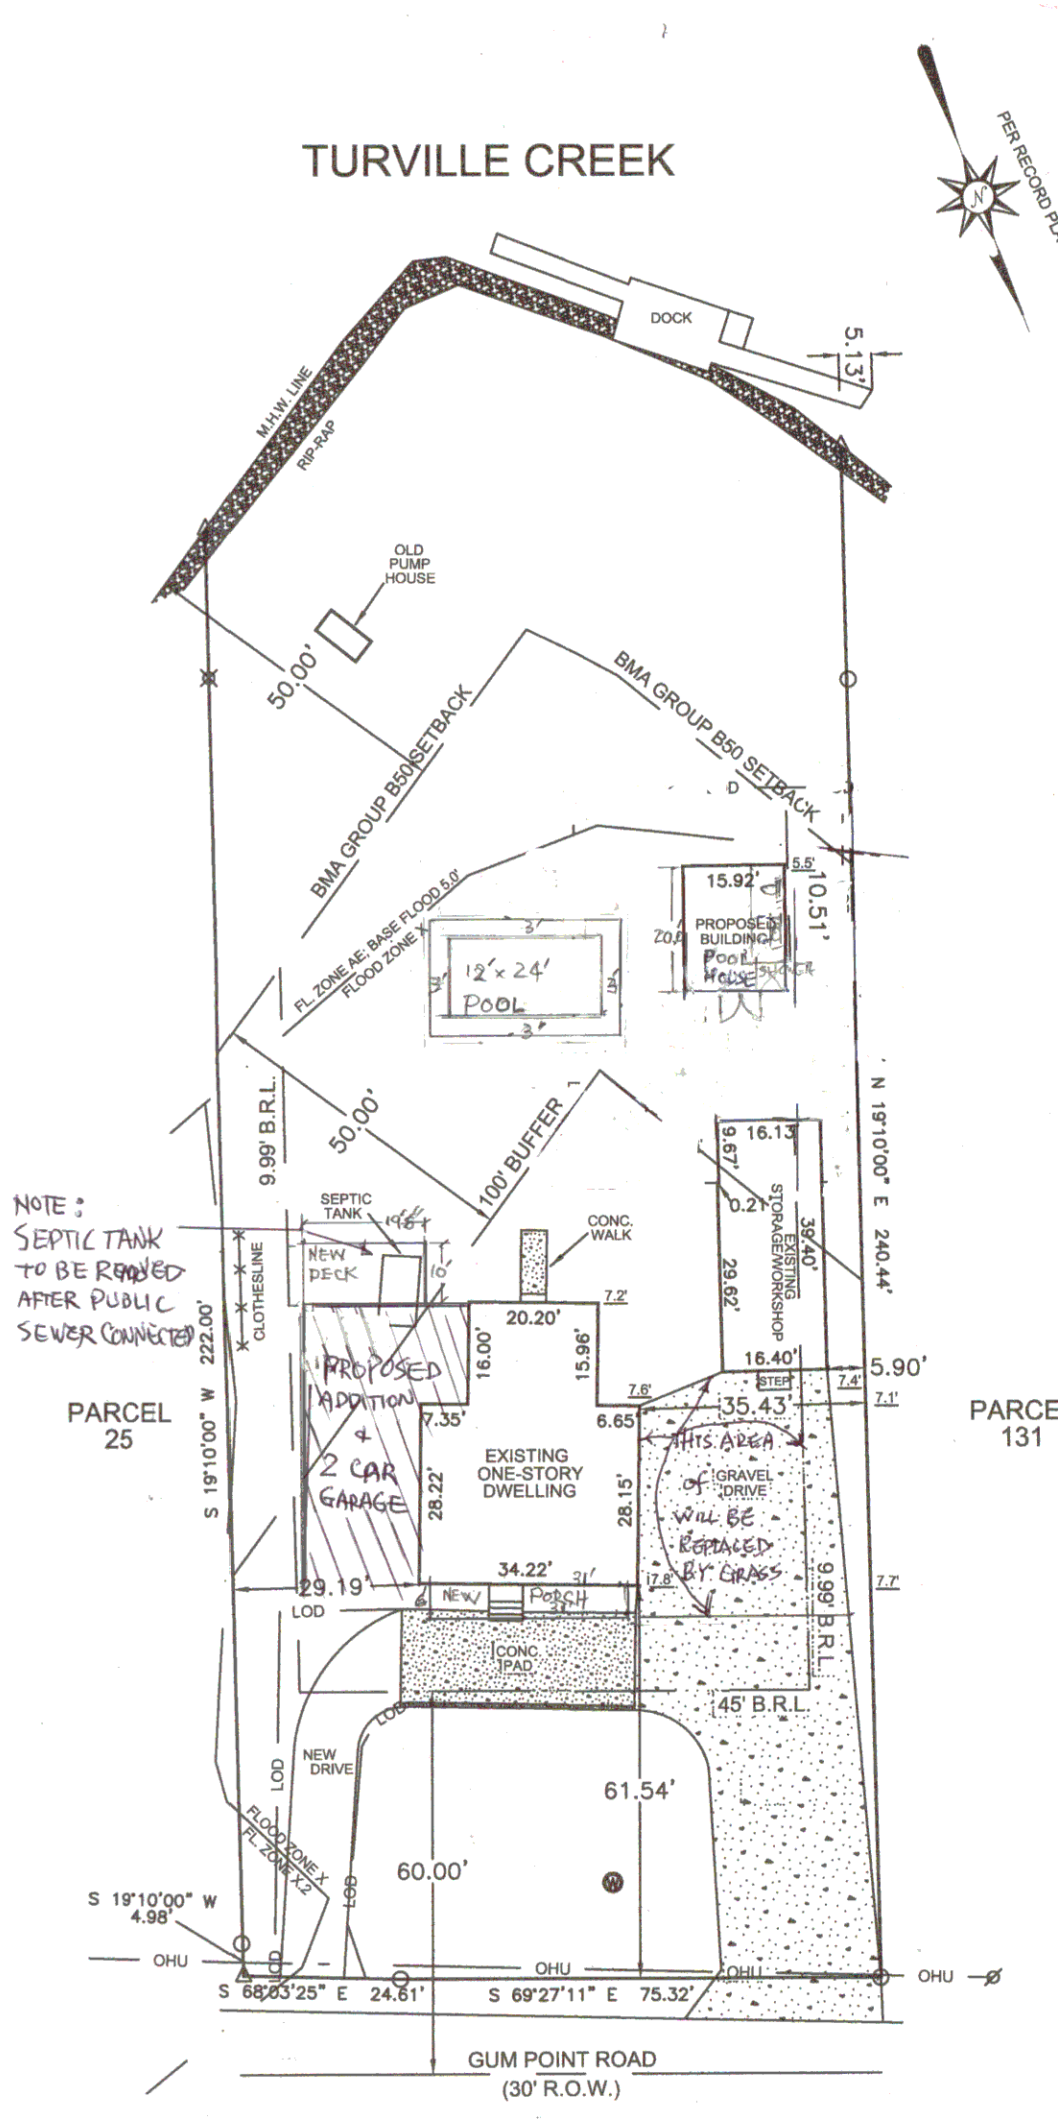 TURVILLE CREEK
N
PER RECORD PLA
DOCK
5.13'
M.H.W. LINE
RIP-RAP
OLD
PUMP
HOUSE
50.00'
BMA GROUP B50 SETBACK
BMA GROUP B50 SETBACK
D
FL. ZONE AE; BASE FLOOD 5.0'
FLOOD ZONE X
15.92'
5.5'
10.51'
20.0'
PROPOSED
BUILDING
POOL
HOUSE
SHOWER
3'
12' x 24'
POOL
3'
3'
3'
9.99' B.R.L.
50.00'
100' BUFFER
N 19°10'00" E 240.44'
16.13'
9.67'
0.21'
29.62'
EXISTING
STORAGE/WORKSHOP
39.40'
16.40'
STEP
5.90'
7.4'
7.1'
NOTE:
SEPTIC TANK
TO BE REMOVED
AFTER PUBLIC
SEWER CONNECTED
SEPTIC
TANK
NEW
DECK
10'
CONC.
WALK
CLOTHESLINE
S 19°10'00" W 222.00'
7.2'
20.20'
16.00'
15.96'
7.6'
7.35'
6.65'
35.43'
PARCEL
25
PARCE
131
PROPOSED
ADDITION
&
2 CAR
GARAGE
EXISTING
ONE-STORY
DWELLING
28.22'
28.15'
34.22'
THIS AREA
of GRAVEL
DRIVE
WILL BE
REPLACED
BY GRASS
29.19'
6'
NEW PORCH
31'
17.8'
7.7'
9.99' B.R.L.
LOD
CONC.
PAD
45' B.R.L.
LOD
NEW
DRIVE
LOD
LOD
LOD
61.54'
60.00'
W
FLOOD ZONE X
FL. ZONE X.2
S 19°10'00" W
4.98'
OHU
OHU
OHU
OHU
S 68°03'25" E 24.61'
S 69°27'11" E 75.32'
GUM POINT ROAD
(30' R.O.W.)